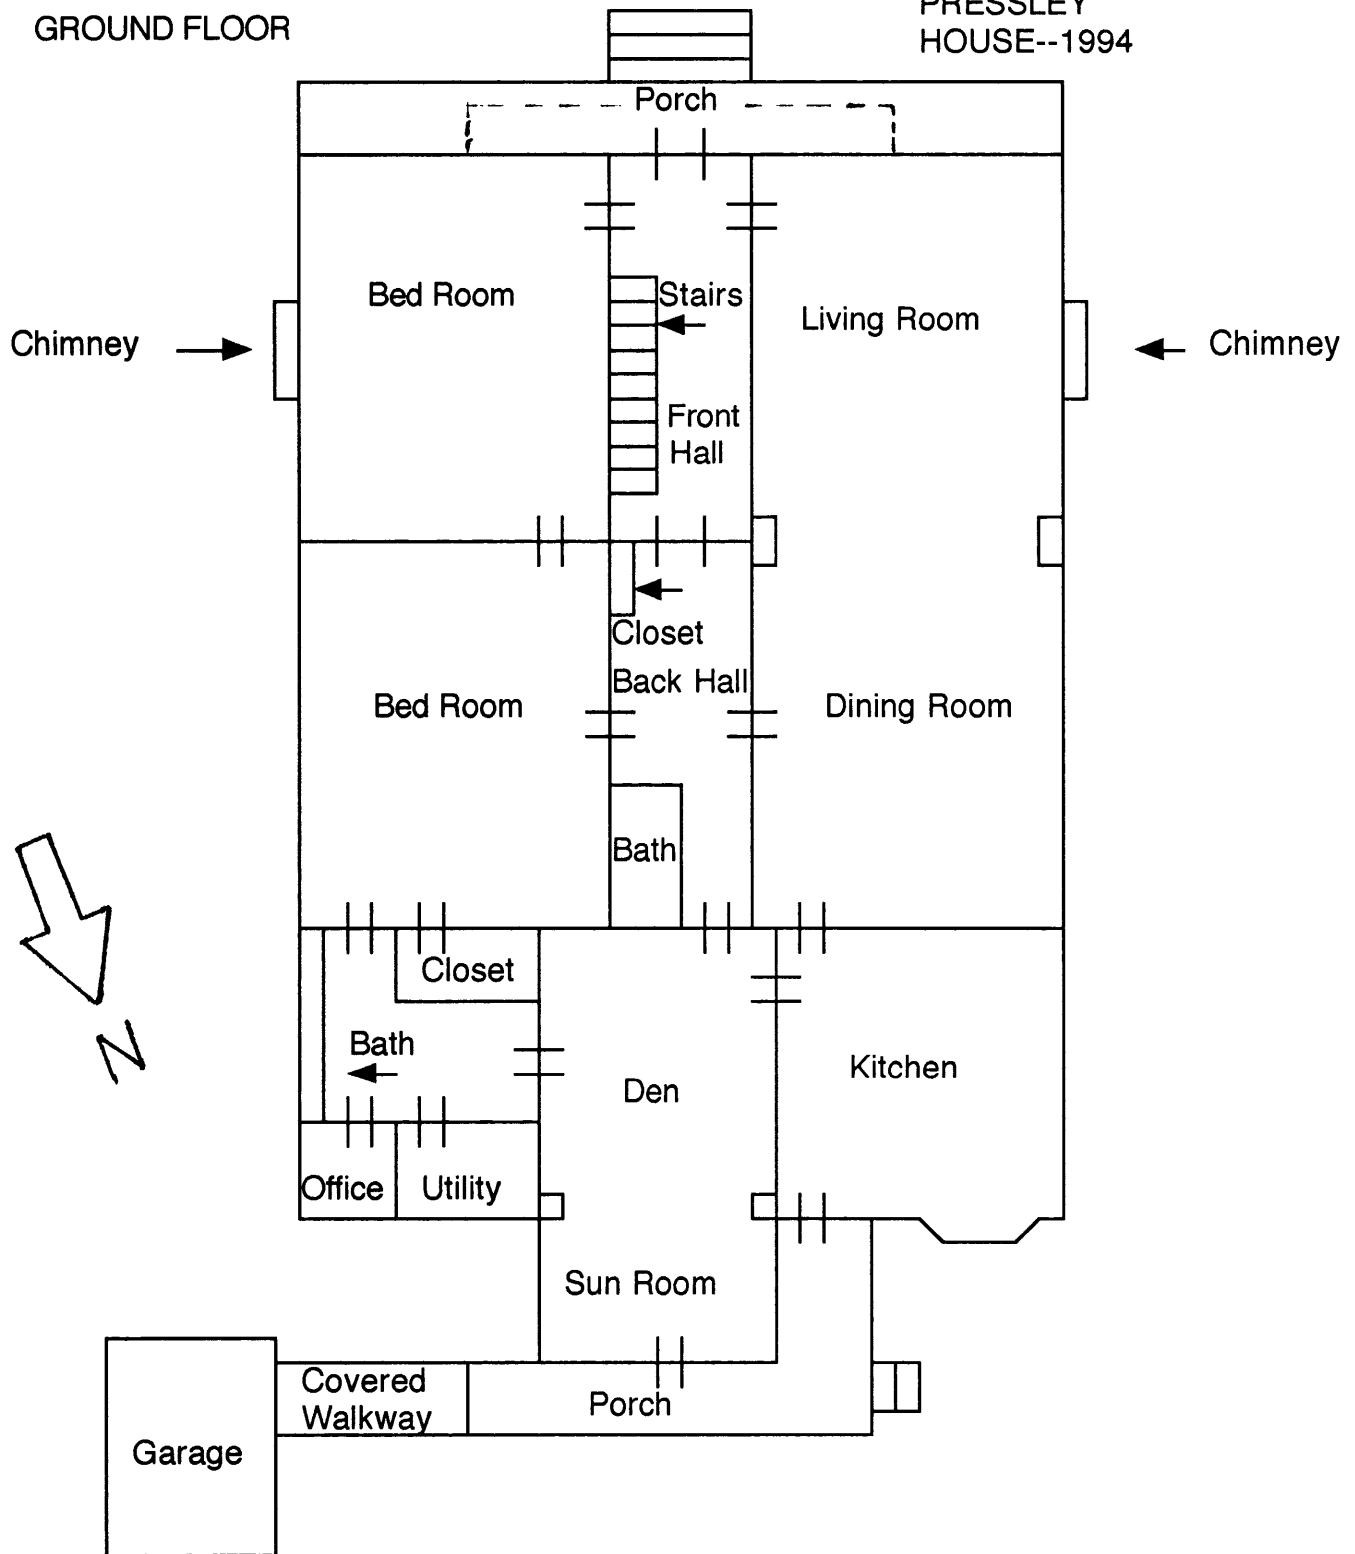 GROUND FLOOR
PRESSLEY
HOUSE--1994
Porch
Bed Room
Stairs
Living Room
Chimney
Chimney
Front
Hall
Closet
Back Hall
Bed Room
Dining Room
Bath
Closet
N
Bath
Kitchen
Den
Office
Utility
Sun Room
Covered
Walkway
Porch
Garage